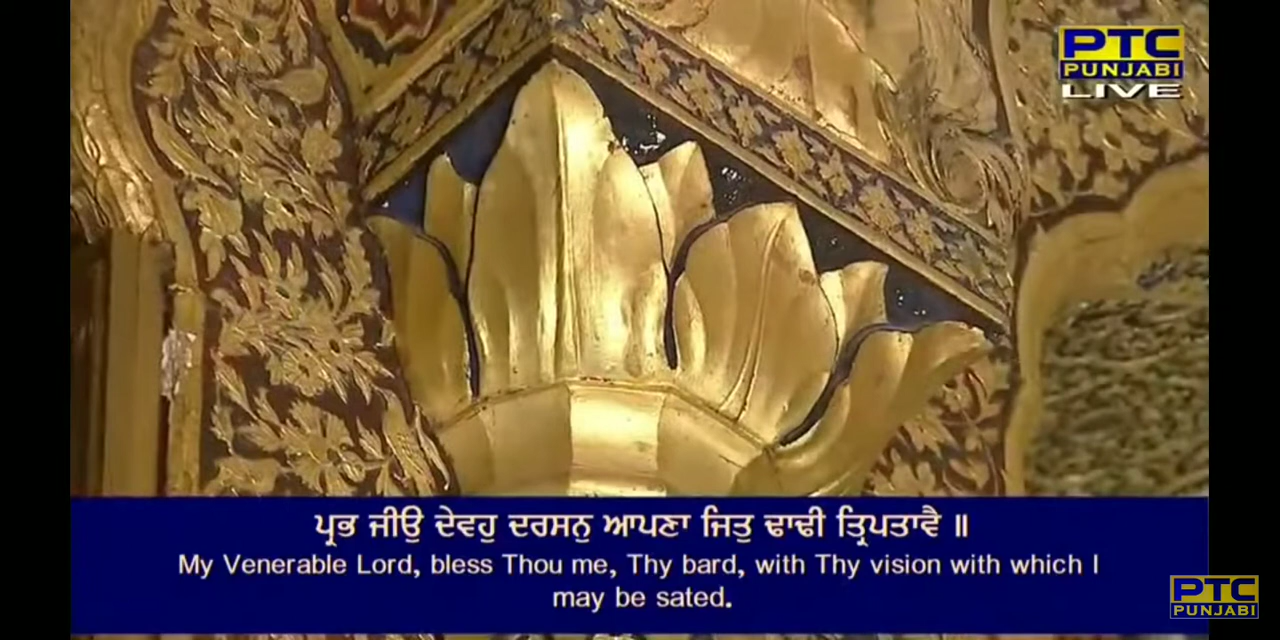 PTC
PUNJABI
LIVE
ਪ੍ਰਭ ਜੀਉ ਦੇਵਹੁ ਦਰਸਨੁ ਆਪਣਾ ਜਿਤੁ ਢਾਢੀ ਤ੍ਰਿਪਤਾਵੈ ॥
My Venerable Lord, bless Thou me, Thy bard, with Thy vision with which I
may be sated.
PTC
PUNJABI